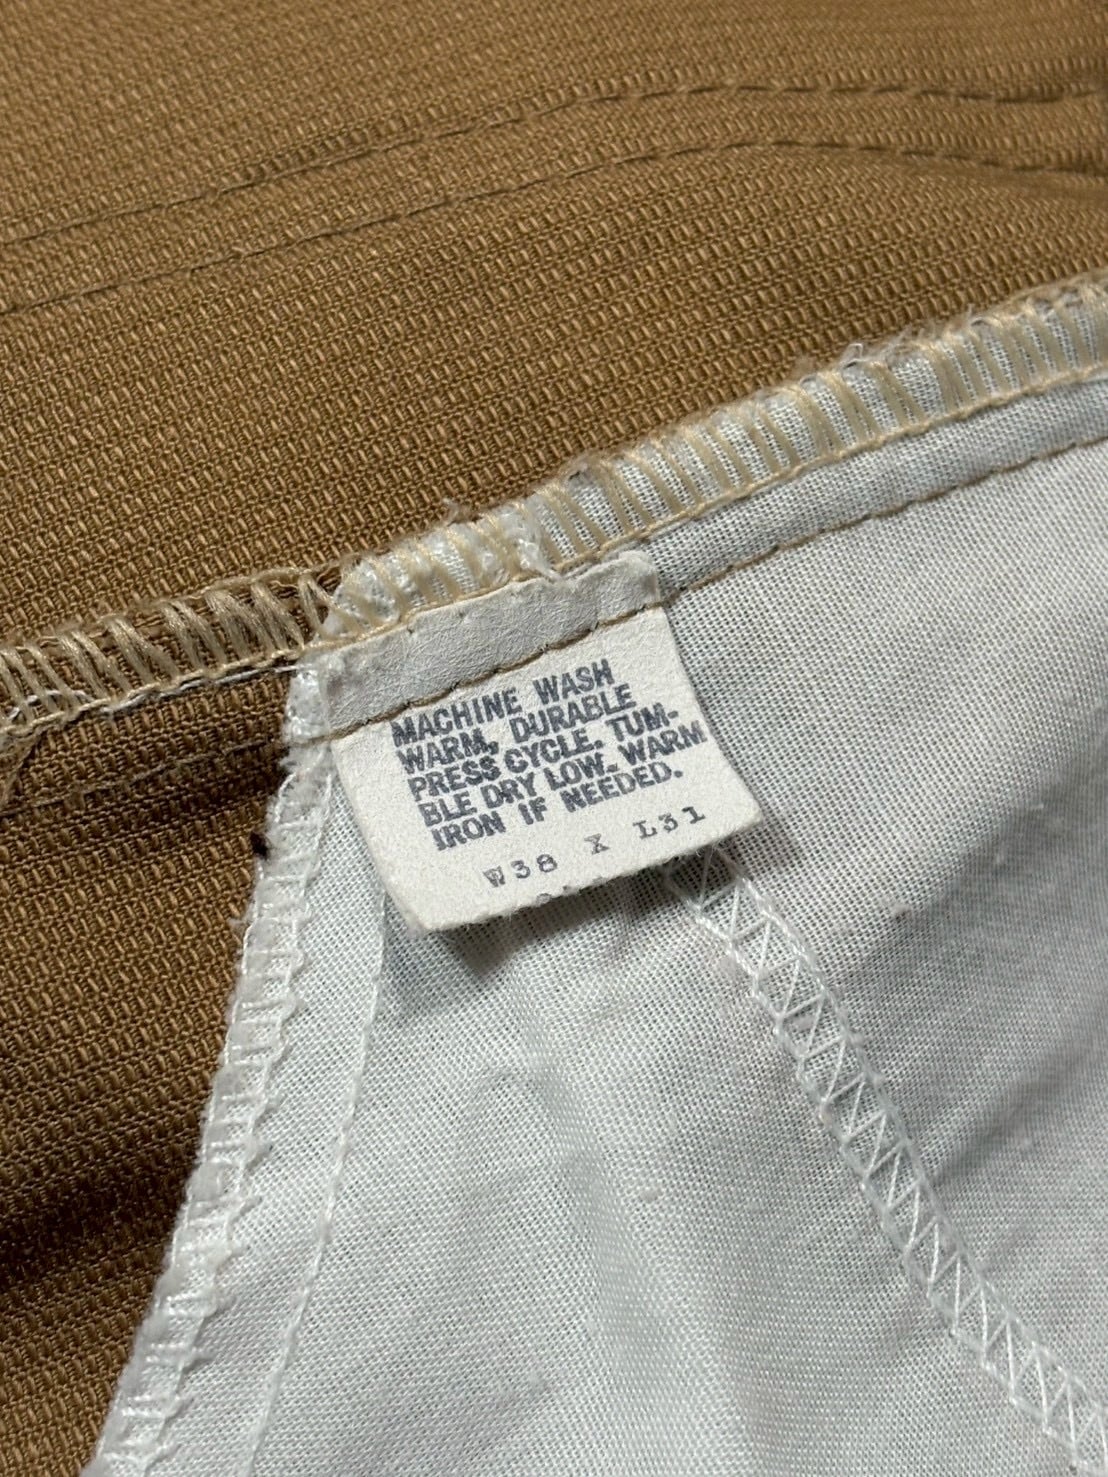 MACHINE WASH
WARM, DURABLE
PRESS CYCLE. TUM-
BLE DRY LOW. WARM
IRON IF NEEDED.
W38 X L31